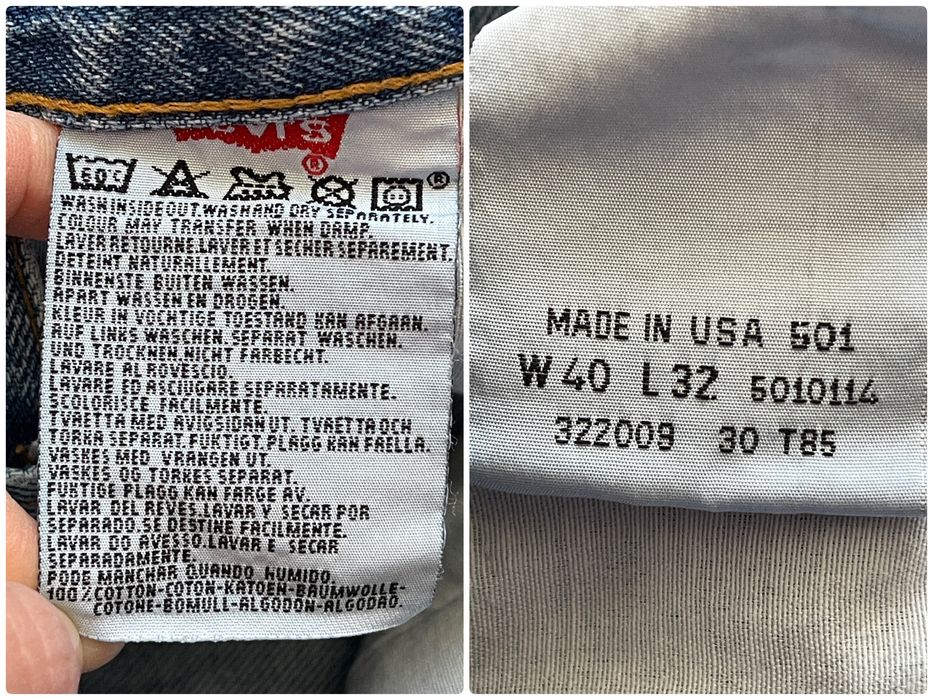 LEVI'S ®
60°C A ®
WASH INSIDE OUT. WASH AND DRY SEPARATELY.
COLOUR MAY TRANSFER WHEN DAMP.
LAVER RETOURNE. LAVER ET SECHER SEPAREMENT.
DETEINT NATURELLEMENT.
BINNENSTE BUITEN WASSEN.
APART WASSEN EN DROGEN.
KLEUR IN VOCHTIGE TOESTAND KAN AFGAAN.
AUF LINKS WASCHEN. SEPARAT WASCHEN.
UND TROCKNEN NICHT FARBECHT.
LAVARE AL ROVESCIO.
LAVARE ED ASCIUGARE SEPARATAMENTE.
SCOLORISCE FACILMENTE.
TVAETTA MED AVIGSIDAN UT. TVAETTA OCH
TORKA SEPARAT. FUKTIGT PLAGG KAN FAELLA.
VASKES MED VRANGEN UT
VASKES OG TORKES SEPARAT.
FUKTIGE PLAGG KAN FARGE AV.
LAVAR DEL REVES. LAVAR Y SECAR POR
SEPARADO. SE DESTINE FACILMENTE.
LAVAR DO AVESSO. LAVAR E SECAR
SEPARADAMENTE.
PODE MANCHAR QUANDO HUMIDO.
100% COTTON-COTON-KATOEN-BAUMWOLLE-
COTONE-BOMULL-ALGODON-ALGODAO.
MADE IN USA 501
W 40 L 32 5010114
322009 30 T85